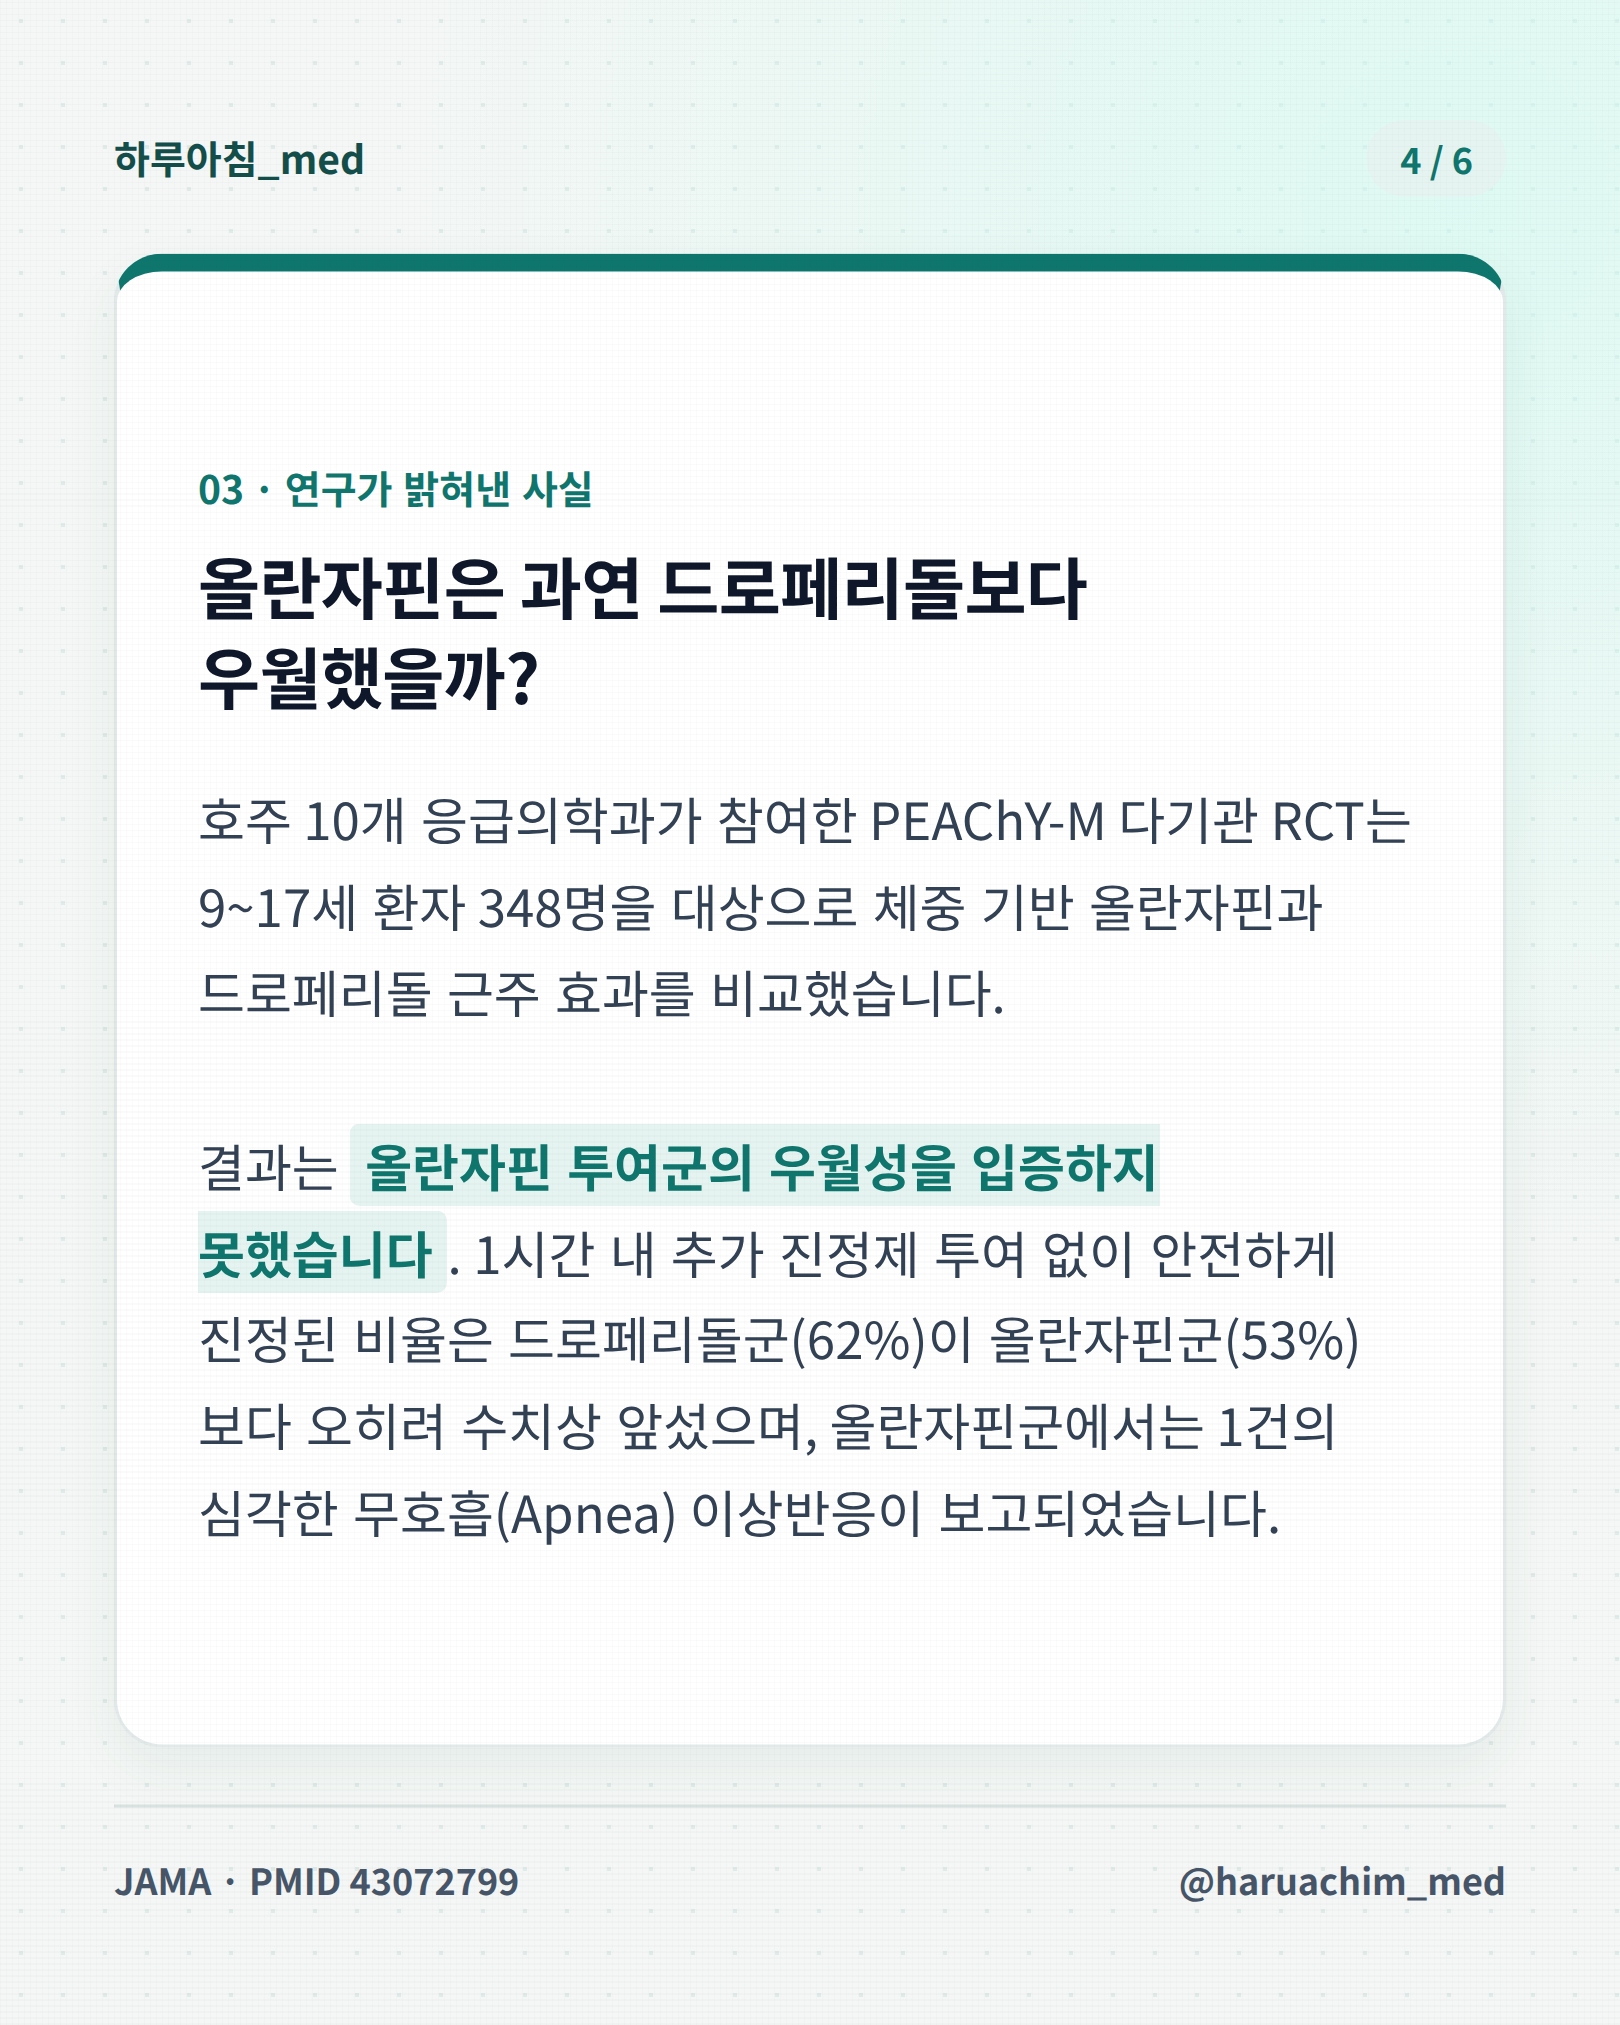 하루아침_med
4 / 6
03 · 연구가 밝혀낸 사실
올란자핀은 과연 드로페리돌보다
우월했을까?
호주 10개 응급의학과가 참여한 PEAChY-M 다기관 RCT는
9~17세 환자 348명을 대상으로 체중 기반 올란자핀과
드로페리돌 근주 효과를 비교했습니다.
결과는 올란자핀 투여군의 우월성을 입증하지
못했습니다. 1시간 내 추가 진정제 투여 없이 안전하게
진정된 비율은 드로페리돌군(62%)이 올란자핀군(53%)
보다 오히려 수치상 앞섰으며, 올란자핀군에서는 1건의
심각한 무호흡(Apnea) 이상반응이 보고되었습니다.
JAMA · PMID 43072799
@haruachim_med